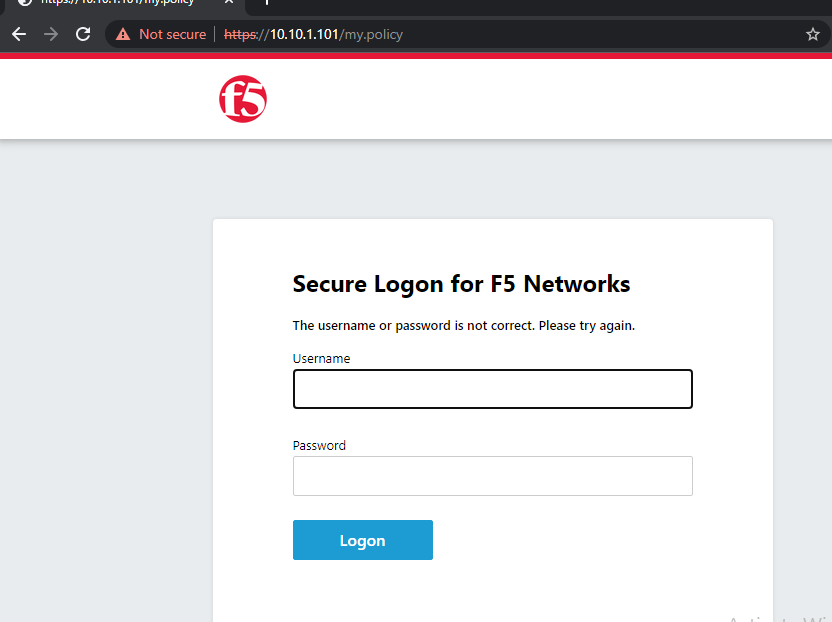 https://10.10.1.101/my.policy
Not secure https://10.10.1.101/my.policy
f5
Secure Logon for F5 Networks
The username or password is not correct. Please try again.
Username
Password
Logon